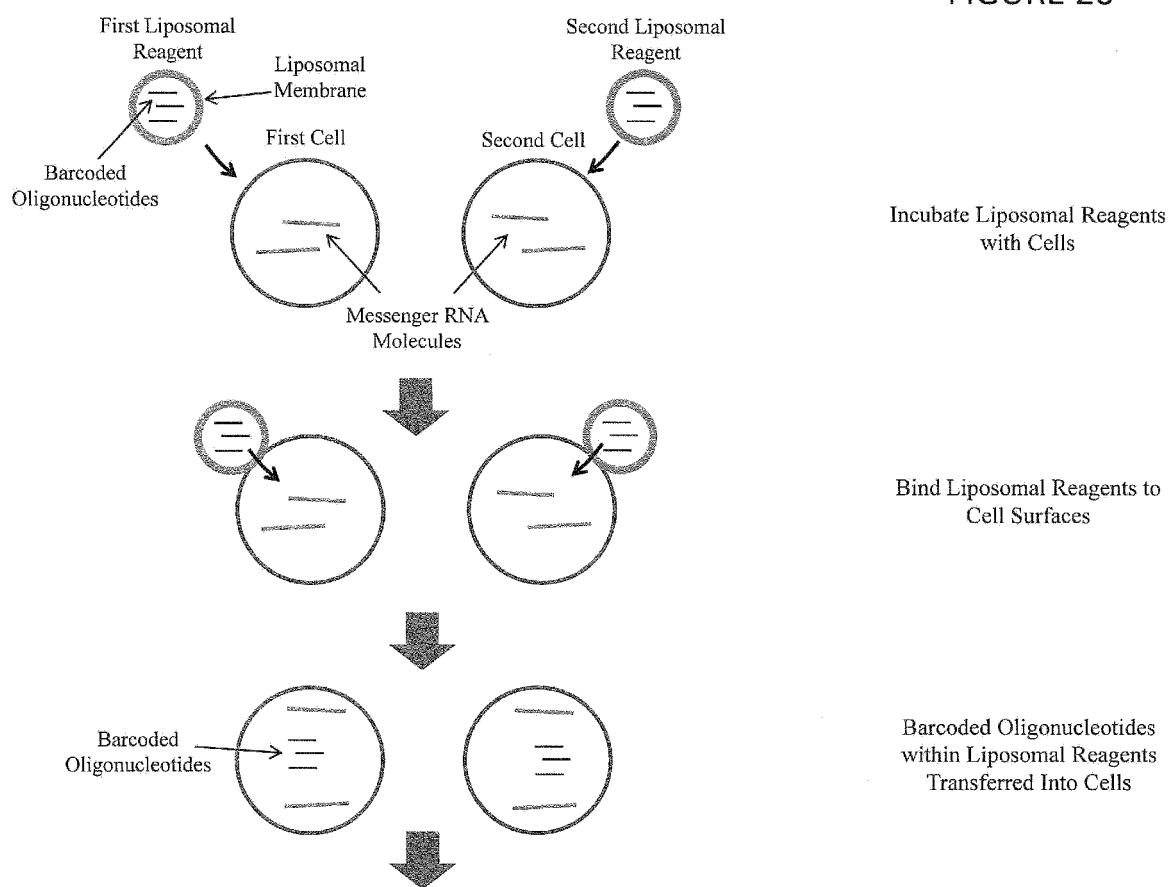 First Liposomal
Reagent
Liposomal
Membrane
Second Liposomal
Reagent
First Cell
Second Cell
Barcoded
Oligonucleotides
Incubate Liposomal Reagents
with Cells
Messenger RNA
Molecules
Bind Liposomal Reagents to
Cell Surfaces
Barcoded
Oligonucleotides
Barcoded Oligonucleotides
within Liposomal Reagents
Transferred Into Cells